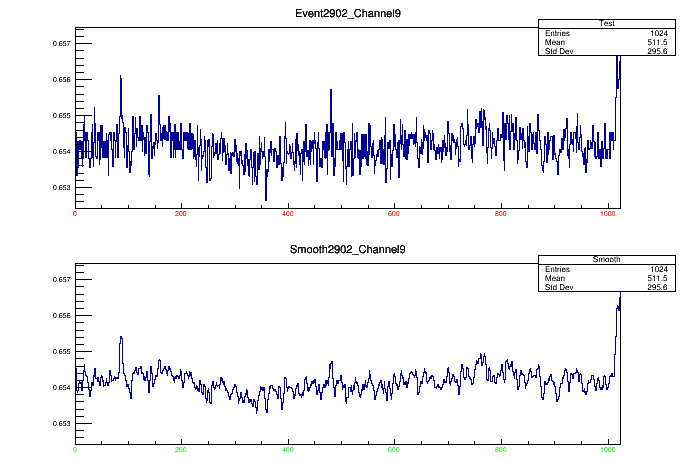 Event2902_Channel9
Test
Entries 1024
Mean 511.5
Std Dev 295.6
0.657
0.656
0.655
0.654
0.653
0 200 400 600 800 1000
Smooth2902_Channel9
Smooth
Entries 1024
Mean 511.5
Std Dev 295.6
0.657
0.656
0.655
0.654
0.653
0 200 400 600 800 1000